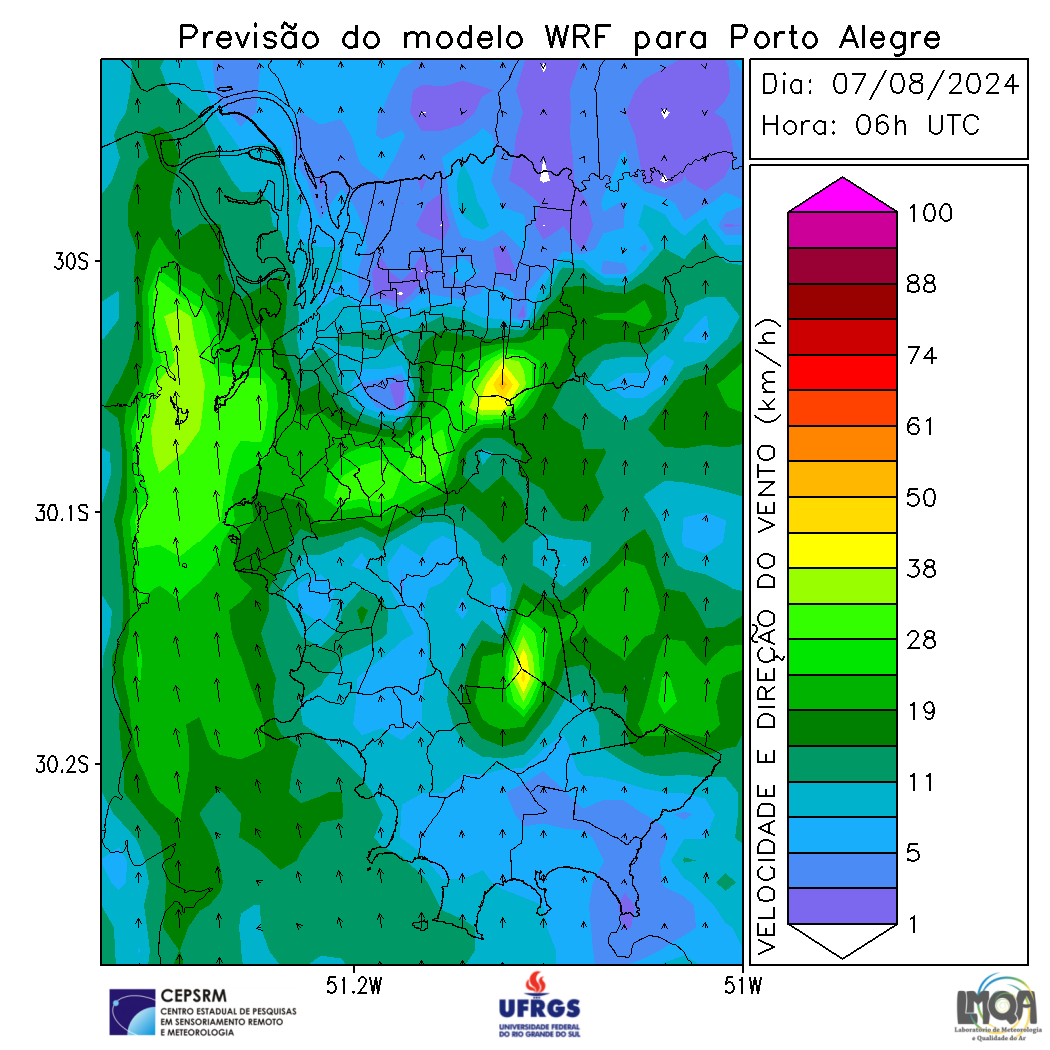 Previsão do modelo WRF para Porto Alegre
Dia: 07/08/2024
Hora: 06h UTC
30S
30.1S
30.2S
51.2W
51W
VELOCIDADE E DIREÇÃO DO VENTO (km/h)
100
88
74
61
50
38
28
19
11
5
1
CEPSRM
CENTRO ESTADUAL DE PESQUISAS
EM SENSORIAMENTO REMOTO
E METEOROLOGIA
UFRGS
UNIVERSIDADE FEDERAL
DO RIO GRANDE DO SUL
LMQA
Laboratório de Meteorologia
e Qualidade do Ar